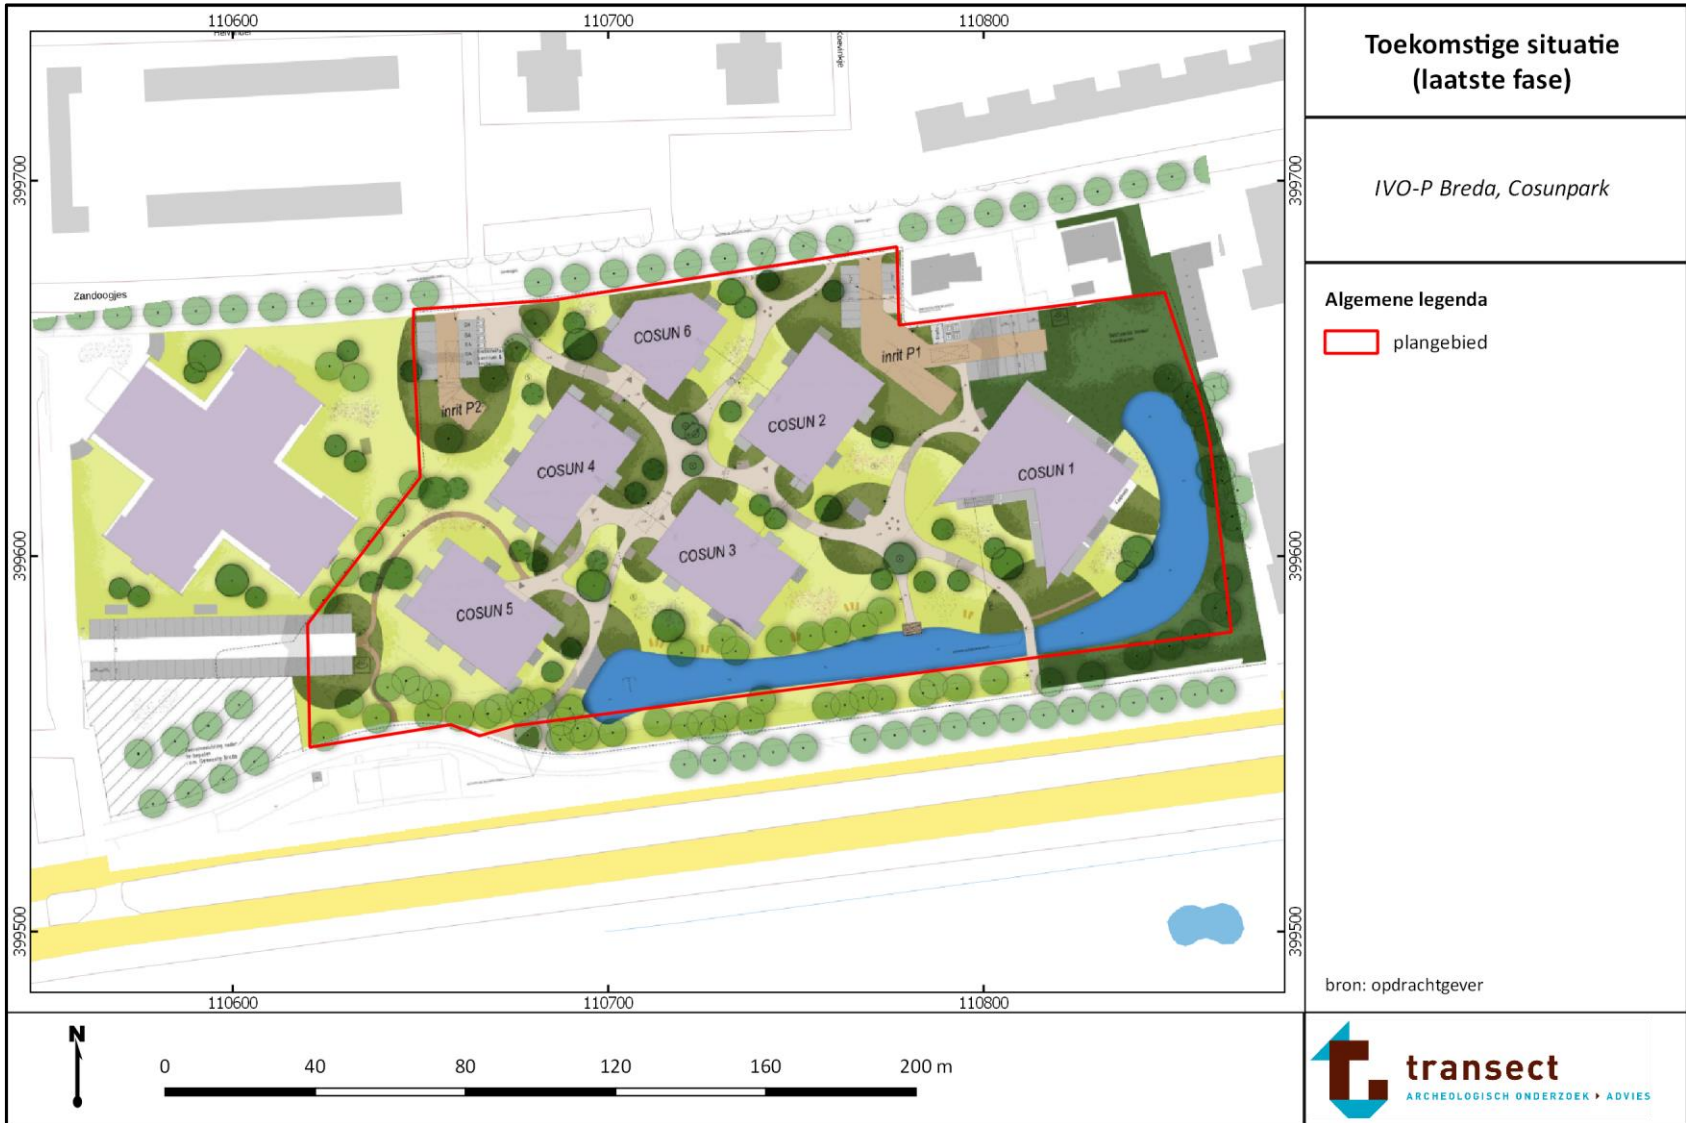 110600
110700
110800
Toekomstige situatie
(laatste fase)
IVO-P Breda, Cosunpark
Algemene legenda
plangebied
399700
399700
Zandoogjes
COSUN 6
inrit P1
inrit P2
COSUN 2
COSUN 4
COSUN 1
COSUN 3
COSUN 5
399600
399600
399500
399500
110600
110700
110800
bron: opdrachtgever
N
0
40
80
120
160
200 m
transect
ARCHEOLOGISCH ONDERZOEK ▸ ADVIES